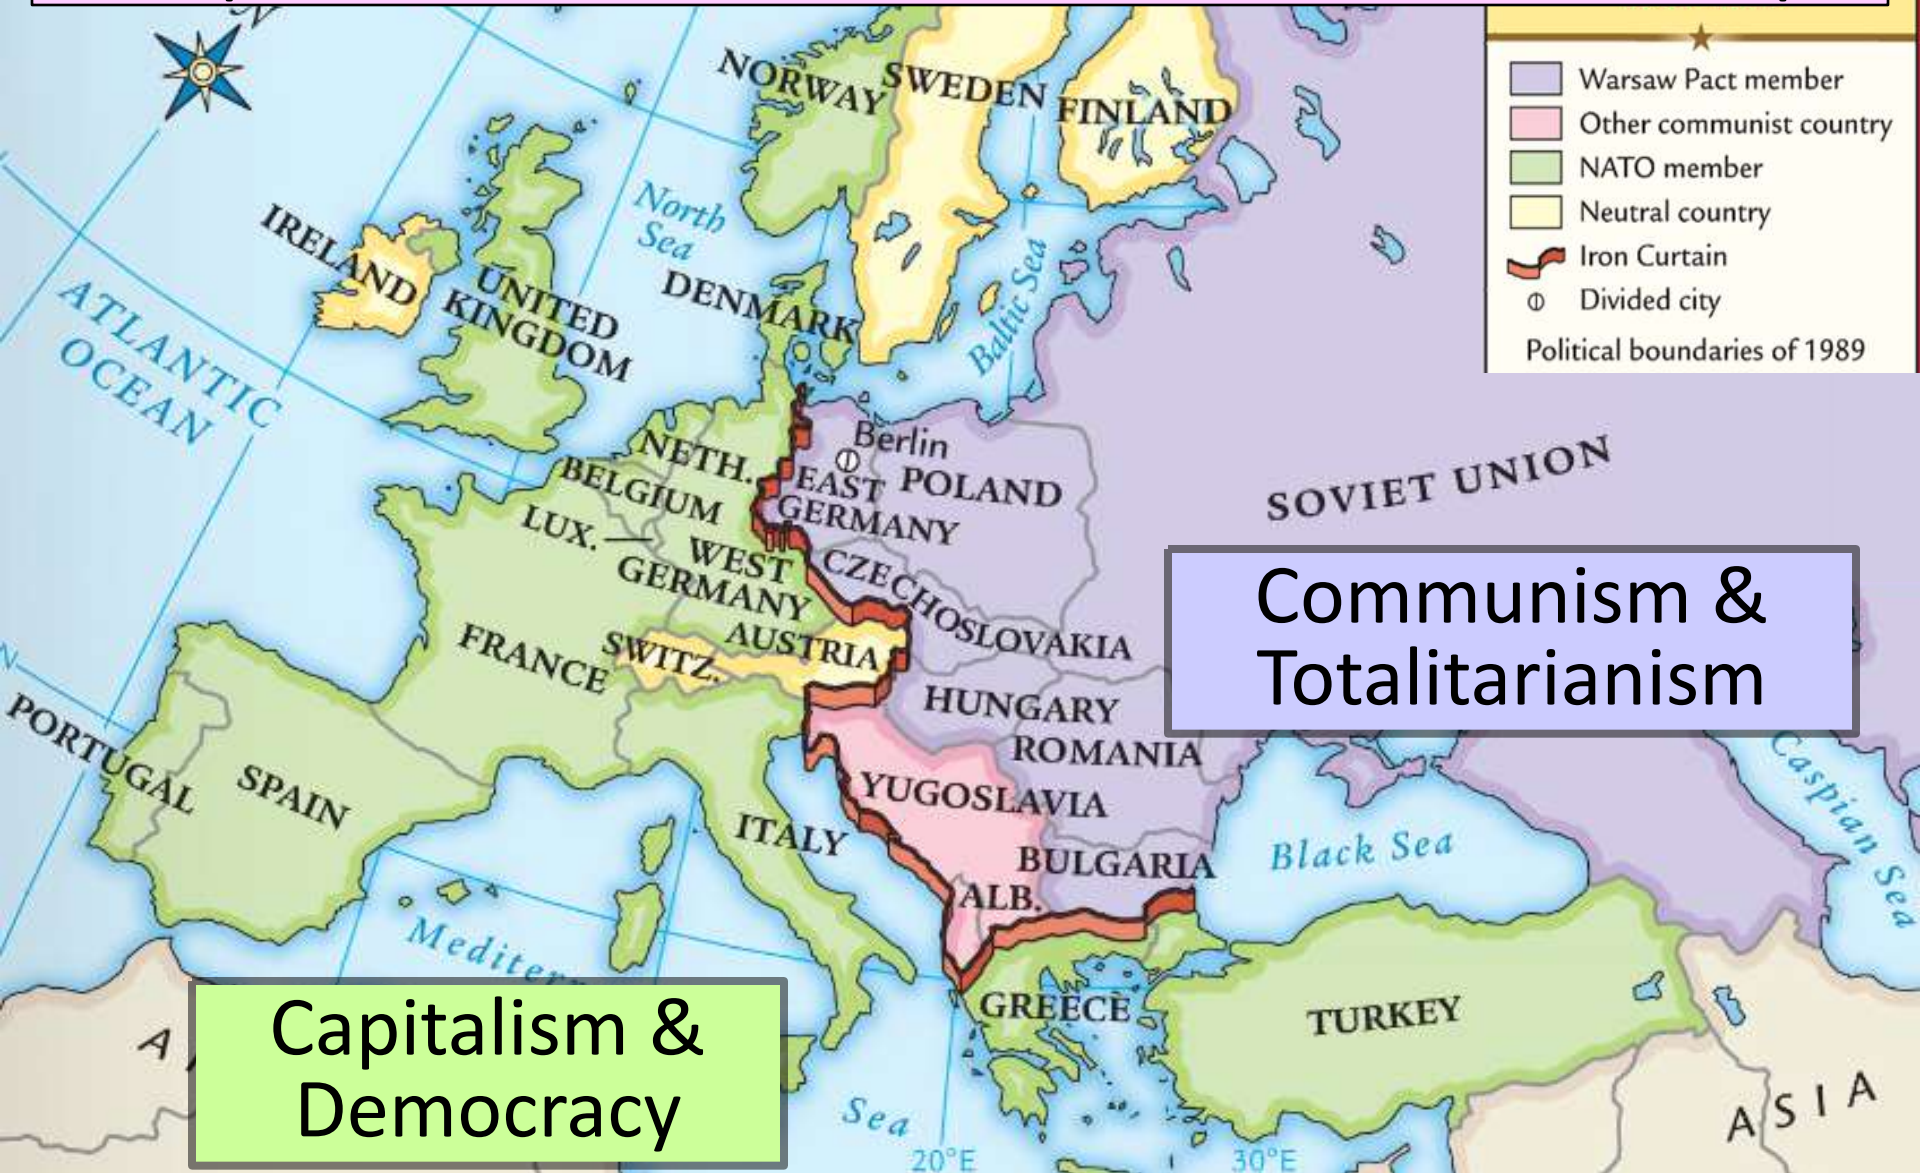 Warsaw Pact member
Other communist country
NATO member
Neutral country
Iron Curtain
Divided city
Political boundaries of 1989
NORWAY
SWEDEN
FINLAND
North
Sea
IRELAND
UNITED
KINGDOM
DENMARK
Baltic Sea
ATLANTIC
OCEAN
Berlin
NETH.
EAST
GERMANY
POLAND
SOVIET UNION
BELGIUM
LUX.
WEST
GERMANY
CZECHOSLOVAKIA
Communism &
Totalitarianism
FRANCE
SWITZ.
AUSTRIA
HUNGARY
ROMANIA
PORTUGAL
SPAIN
ITALY
YUGOSLAVIA
BULGARIA
ALB.
Black Sea
Caspian Sea
GREECE
TURKEY
Capitalism &
Democracy
Sea
ASIA
20°E
30°E